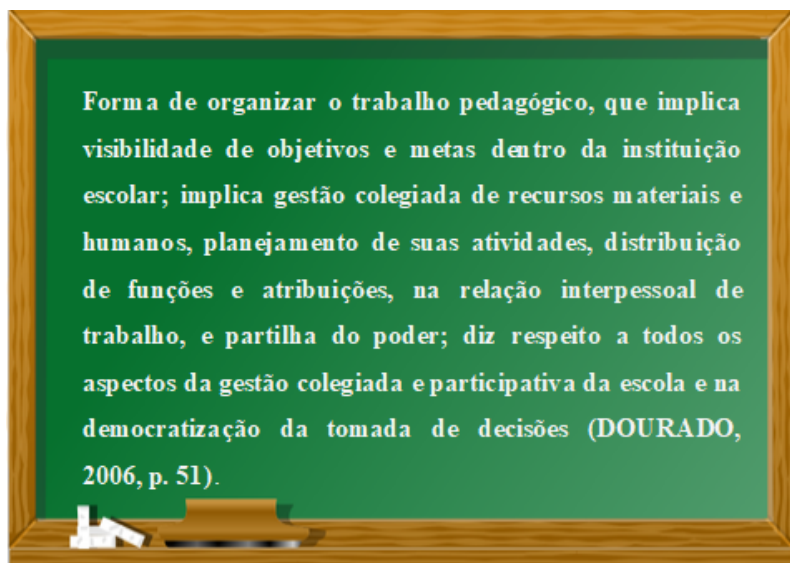 Forma de organizar o trabalho pedagógico, que implica
visibilidade de objetivos e metas dentro da instituição
escolar; implica gestão colegiada de recursos materiais e
humanos, planejamento de suas atividades, distribuição
de funções e atribuições, na relação interpessoal de
trabalho, e partilha do poder; diz respeito a todos os
aspectos da gestão colegiada e participativa da escola e na
democratização da tomada de decisões (DOURADO,
2006, p. 51).